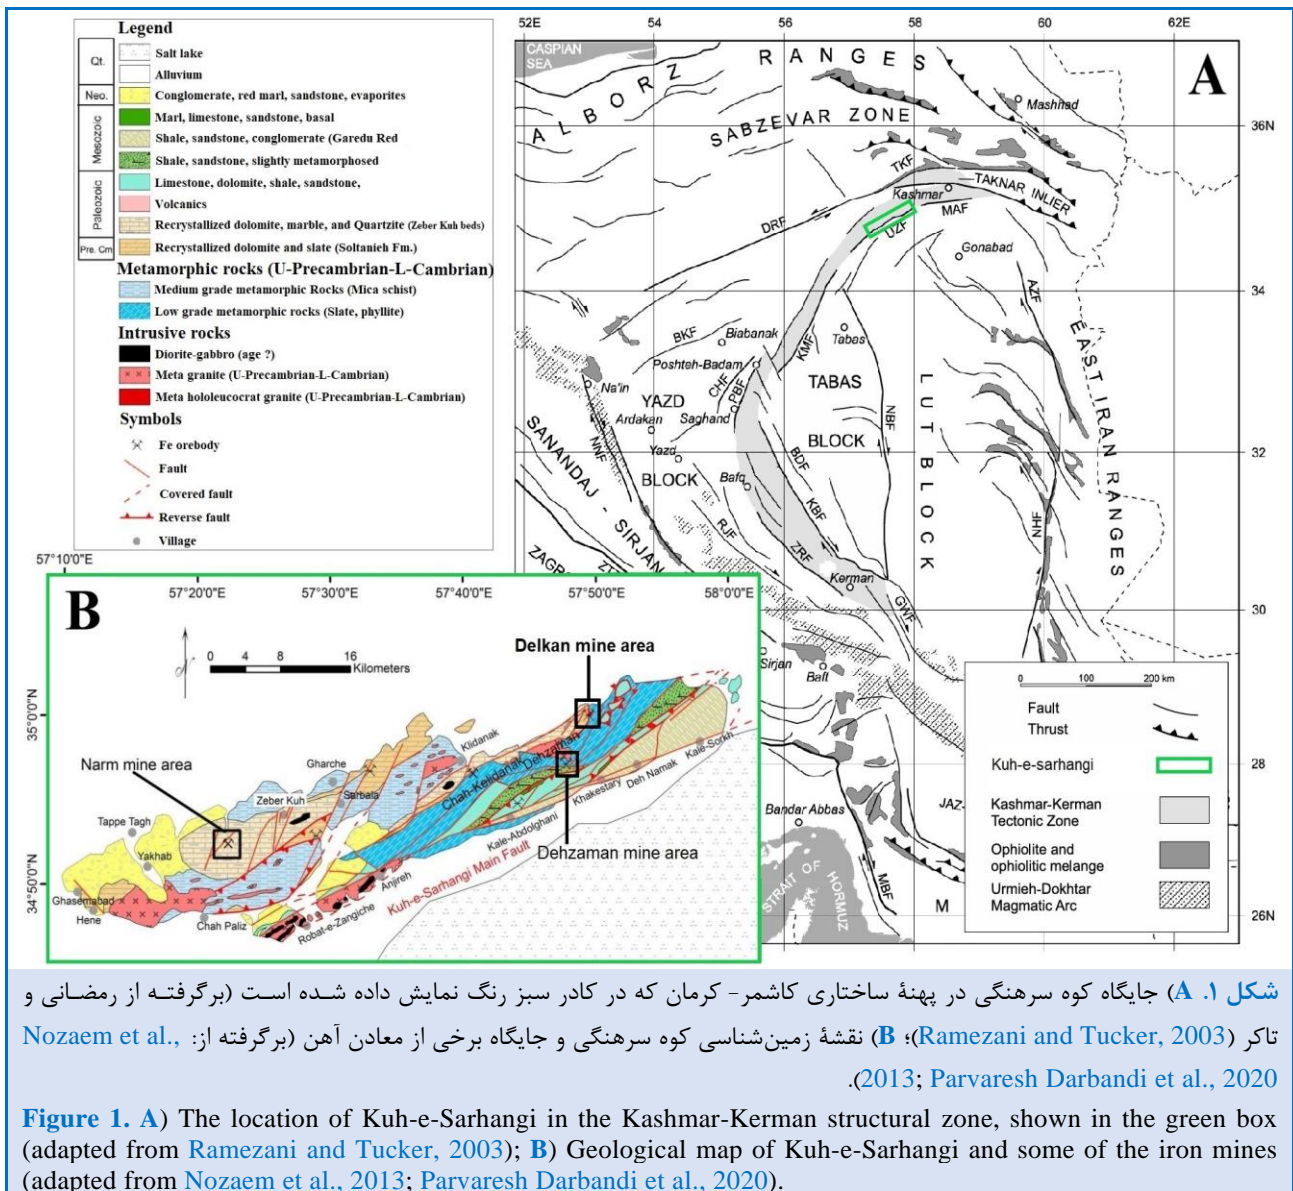 Legend
Qt.
Neo.
Mesozoic
Paleozoic
Pre. Cm
Salt lake
Alluvium
Conglomerate, red marl, sandstone, evaporites
Marl, limestone, sandstone, basal
Shale, sandstone, conglomerate (Garedu Red
Shale, sandstone, slightly metamorphosed
Limestone, dolomite, shale, sandstone,
Volcanics
Recrystallized dolomite, marble, and Quartzite (Zeber Kuh beds)
Recrystallized dolomite and slate (Soltanieh Fm.)
Metamorphic rocks (U-Precambrian-L-Cambrian)
Medium grade metamorphic Rocks (Mica schist)
Low grade metamorphic rocks (Slate, phyllite)
Intrusive rocks
Diorite-gabbro (age ?)
Meta granite (U-Precambrian-L-Cambrian)
Meta hololeucocrat granite (U-Precambrian-L-Cambrian)
Symbols
Fe orebody
Fault
Covered fault
Reverse fault
Village
52E
54
56
58
60
62E
A
CASPIAN
SEA
ALBORZ RANGES
Mashhad
36N
SABZEVAR ZONE
TKF
TAKNAR INLIER
Kashmar
MAF
DRF
UZF
Gonabad
AZF
34
EAST IRAN RANGES
BKF
Biabanak
Tabas
Poshteh-Badam
KMF
CHF
PBF
TABAS
BLOCK
LUT BLOCK
Na'in
YAZD
BLOCK
Ardakan
Saghand
NBF
NNF
SANANDAJ - SIRJAN
Yazd
32
BDF
Bafq
KBF
RJF
NHF
ZRF
ZAGR
ZT
Kerman
GWF
30
Sirjan
Baft
0
100
200 km
Fault
Thrust
Kuh-e-sarhangi
28
Kashmar-Kerman
Tectonic Zone
JAZ
Bandar Abbas
Ophiolite and
ophiolitic melange
Urmieh-Dokhtar
Magmatic Arc
STRAIT OF HORMUZ
MBF
M
26N
57°10'0"E
57°20'0"E
57°30'0"E
57°40'0"E
57°50'0"E
58°0'0"E
B
N
0 4 8 16
Kilometers
Delkan mine area
35°0'0"N
34°50'0"N
Narm mine area
Klidanak
Gharche
Chah-Kelidanak
Dehzaman
Kale-Sorkh
Deh Namak
Zeber Kuh
Sarbala
Khakestary
Tappe Tagh
Kale-Abdolghani
Yakhab
Dehzaman mine area
Anjireh
Kuh-e-Sarhangi Main Fault
Ghasemabad
Hene
Chah Paliz
Robat-e-Zangiche
شکل ۱. A) جایگاه کوه سرهنگی در پهنۀ ساختاری کاشمر- کرمان که در کادر سبز رنگ نمایش داده شده است (برگرفته از رمضانی و
تاکر (Ramezani and Tucker, 2003)؛ B) نقشۀ زمین‌شناسی کوه سرهنگی و جایگاه برخی از معادن آهن (برگرفته از: Nozaem et al.,
2013; Parvaresh Darbandi et al., 2020).
Figure 1. A) The location of Kuh-e-Sarhangi in the Kashmar-Kerman structural zone, shown in the green box
(adapted from Ramezani and Tucker, 2003); B) Geological map of Kuh-e-Sarhangi and some of the iron mines
(adapted from Nozaem et al., 2013; Parvaresh Darbandi et al., 2020).